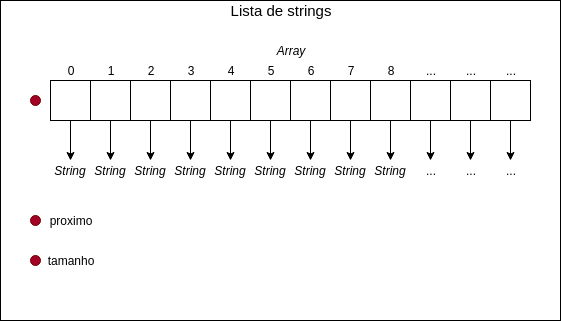 Lista de strings
Array
0 1 2 3 4 5 6 7 8 ... ... ...
String String String String String String String String String ... ... ...
proximo
tamanho